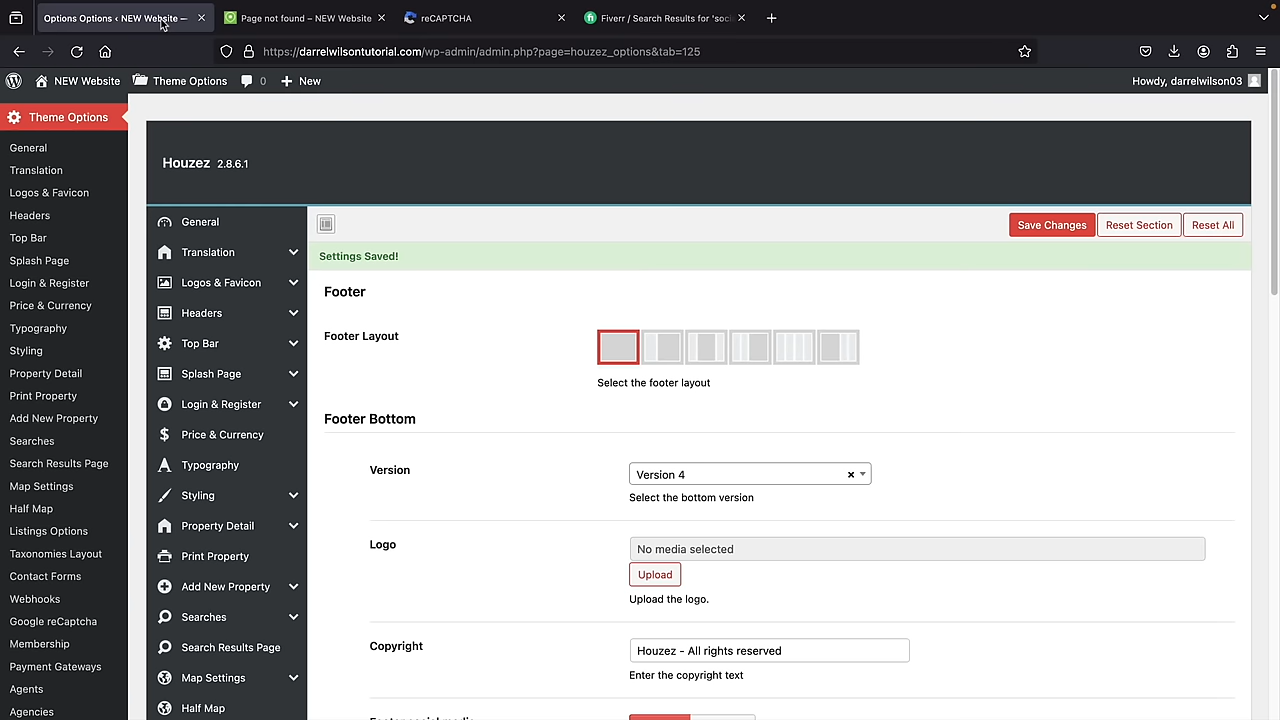 Options Options ‹ NEW Website —
Page not found – NEW Website
reCAPTCHA
Fiverr / Search Results for 'soci
https://darrelwilsontutorial.com/wp-admin/admin.php?page=houzez_options&tab=125
NEW Website
Theme Options
0
New
Howdy, darrelwilson03
Theme Options
General
Translation
Logos & Favicon
Headers
Top Bar
Splash Page
Login & Register
Price & Currency
Typography
Styling
Property Detail
Print Property
Add New Property
Searches
Search Results Page
Map Settings
Half Map
Listings Options
Taxonomies Layout
Contact Forms
Webhooks
Google reCaptcha
Membership
Payment Gateways
Agents
Agencies
Houzez 2.8.6.1
General
Translation
Logos & Favicon
Headers
Top Bar
Splash Page
Login & Register
Price & Currency
Typography
Styling
Property Detail
Print Property
Add New Property
Searches
Search Results Page
Map Settings
Half Map
Save Changes
Reset Section
Reset All
Settings Saved!
Footer
Footer Layout
Select the footer layout
Footer Bottom
Version
Version 4
Select the bottom version
Logo
No media selected
Upload
Upload the logo.
Copyright
Houzez - All rights reserved
Enter the copyright text
Footer social media